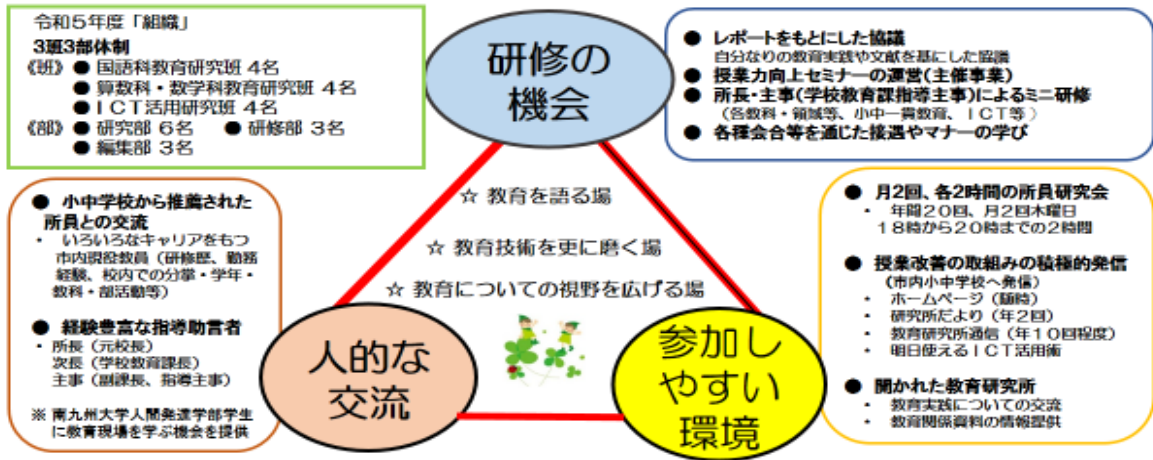 令和5年度「組織」
3班3部体制
《班》● 国語科教育研究班 4名
● 算数科・数学科教育研究班 4名
● ICT活用研究班 4名
《部》● 研究部 6名 ● 研修部 3名
● 編集部 3名
研修の
機会
● レポートをもとにした協議
自分なりの教育実践や文献を基にした協議
● 授業力向上セミナーの運営(主催事業)
● 所長・主事(学校教育課指導主事)によるミニ研修
(各教科・領域等、小中一貫教育、ICT等)
● 各種会合等を通じた接遇やマナーの学び
☆ 教育を語る場
☆ 教育技術を更に磨く場
☆ 教育についての視野を広げる場
● 小中学校から推薦された
所員との交流
・ いろいろなキャリアをもつ
市内現役教員(研修歴、勤務
経験、校内での分掌・学年・
教科・部活動等)
● 経験豊富な指導助言者
・ 所長(元校長)
次長(学校教育課長)
主事(副課長、指導主事)
※ 南九州大学人間発達学部学生
に教育現場を学ぶ機会を提供
人的な
交流
参加し
やすい
環境
● 月2回、各2時間の所員研究会
・ 年間20回、月2回木曜日
18時から20時までの2時間
● 授業改善の取組みの積極的発信
(市内小中学校へ発信)
・ ホームページ(随時)
・ 研究所だより(年2回)
・ 教育研究所通信(年10回程度)
・ 明日使えるICT活用術
● 開かれた教育研究所
・ 教育実践についての交流
・ 教育関係資料の情報提供